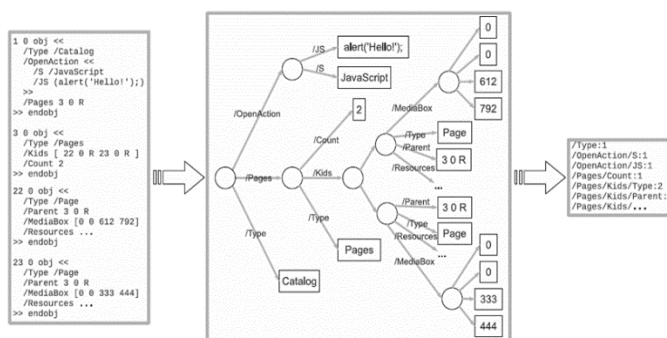 1 0 obj <<
/Type /Catalog
/OpenAction <<
/S /JavaScript
/JS (alert('Hello!');)
>>
/Pages 3 0 R
>> endobj
3 0 obj <<
/Type /Pages
/Kids [ 22 0 R 23 0 R ]
/Count 2
>> endobj
22 0 obj <<
/Type /Page
/Parent 3 0 R
/MediaBox [0 0 612 792]
/Resources ...
>> endobj
23 0 obj <<
/Type /Page
/Parent 3 0 R
/MediaBox [0 0 333 444]
/Resources ...
>> endobj
/JS
alert('Hello!');
/S
JavaScript
/OpenAction
2
/Count
/Pages
/Kids
/Type
Pages
/Type
Catalog
0
0
612
792
/MediaBox
/Type
Page
/Parent
3 0 R
/Resources
...
/Parent
3 0 R
/Type
Page
/Resources
...
/MediaBox
0
0
333
444
/Type:1
/OpenAction/S:1
/OpenAction/JS:1
/Pages/Count:1
/Pages/Kids/Type:2
/Pages/Kids/Parent:
/Pages/Kids/...